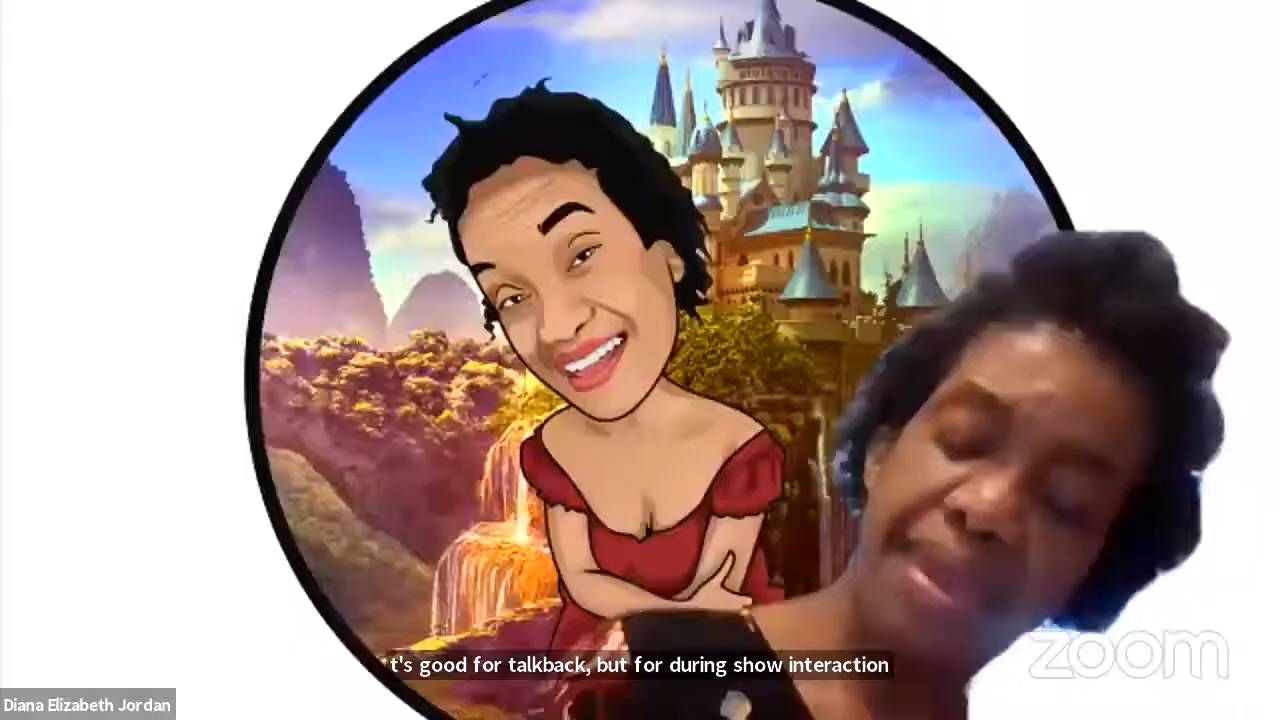 t's good for talkback, but for during show interaction
zoom
Diana Elizabeth Jordan